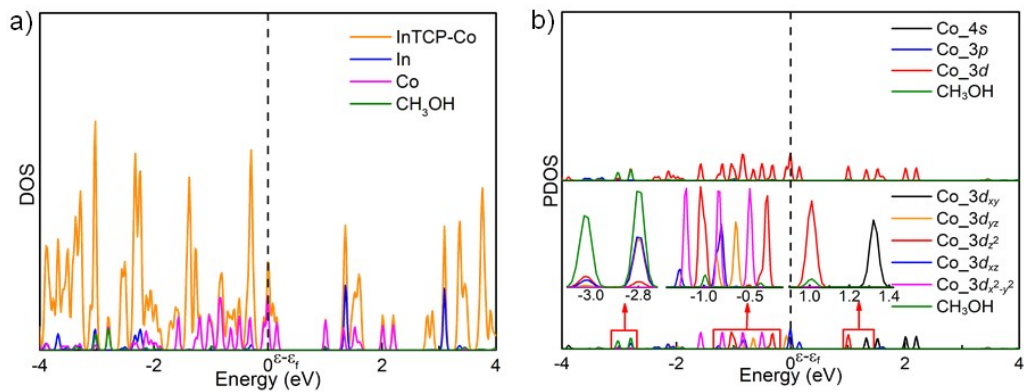 a)
DOS
InTCP-Co
In
Co
CH₃OH
-4 -2 0 2 4
ε-εf
Energy (eV)
b)
PDOS
Co_4s
Co_3p
Co_3d
CH₃OH
Co_3dxy
Co_3dyz
Co_3dz²
Co_3dxz
Co_3dx²-y²
CH₃OH
-3.0 -2.8 -1.0 -0.5 1.0 1.2 1.4
-4 -2 0 2 4
ε-εf
Energy (eV)